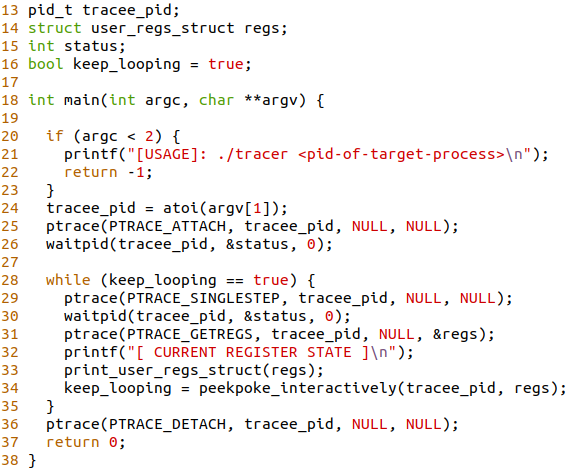 13 pid_t tracee_pid;
14 struct user_regs_struct regs;
15 int status;
16 bool keep_looping = true;
17
18 int main(int argc, char **argv) {
19
20   if (argc < 2) {
21     printf("[USAGE]: ./tracer <pid-of-target-process>\n");
22     return -1;
23   }
24   tracee_pid = atoi(argv[1]);
25   ptrace(PTRACE_ATTACH, tracee_pid, NULL, NULL);
26   waitpid(tracee_pid, &status, 0);
27
28   while (keep_looping == true) {
29     ptrace(PTRACE_SINGLESTEP, tracee_pid, NULL, NULL);
30     waitpid(tracee_pid, &status, 0);
31     ptrace(PTRACE_GETREGS, tracee_pid, NULL, &regs);
32     printf("[ CURRENT REGISTER STATE ]\n");
33     print_user_regs_struct(regs);
34     keep_looping = peekpoke_interactively(tracee_pid, regs);
35   }
36   ptrace(PTRACE_DETACH, tracee_pid, NULL, NULL);
37   return 0;
38 }